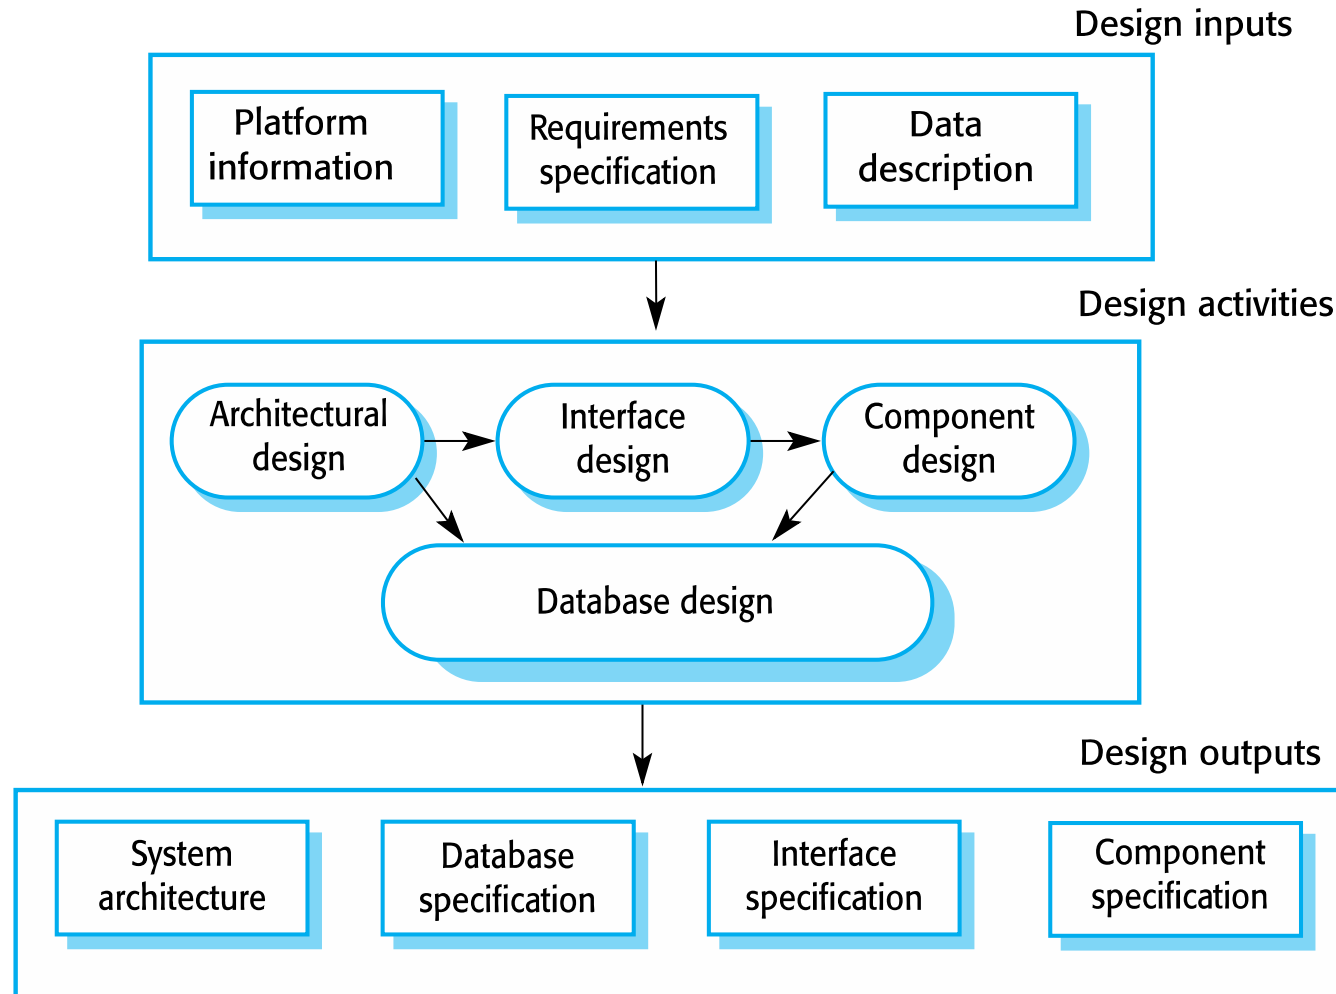 Design inputs
Platform
information
Requirements
specification
Data
description
Design activities
Architectural
design
Interface
design
Component
design
Database design
Design outputs
System
architecture
Database
specification
Interface
specification
Component
specification